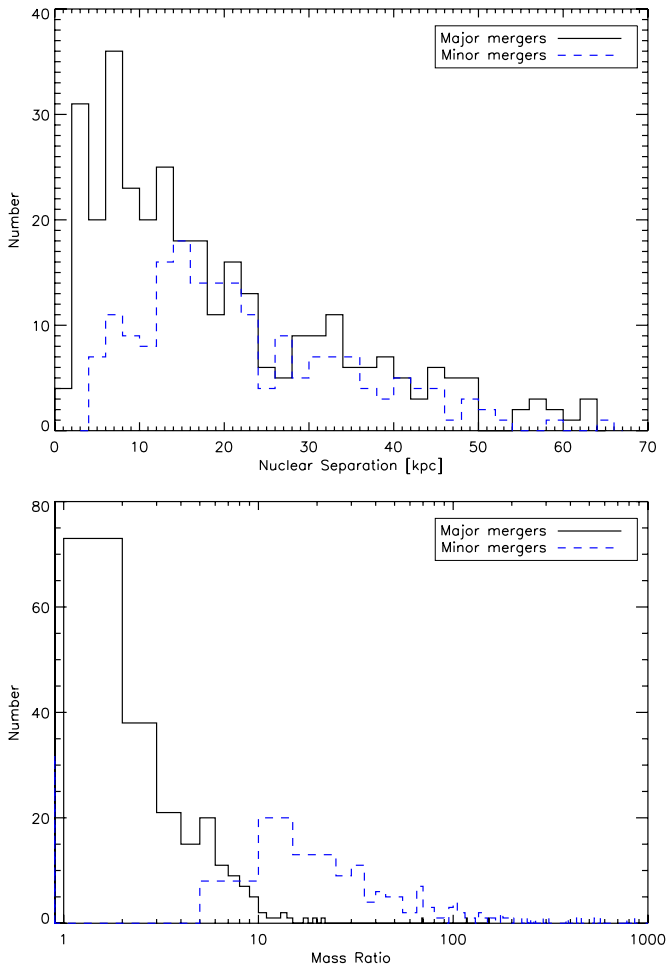 40
30
20
10
0
Number
Major mergers
Minor mergers
0 10 20 30 40 50 60 70
Nuclear Separation [kpc]
80
60
40
20
0
Number
Major mergers
Minor mergers
1 10 100 1000
Mass Ratio